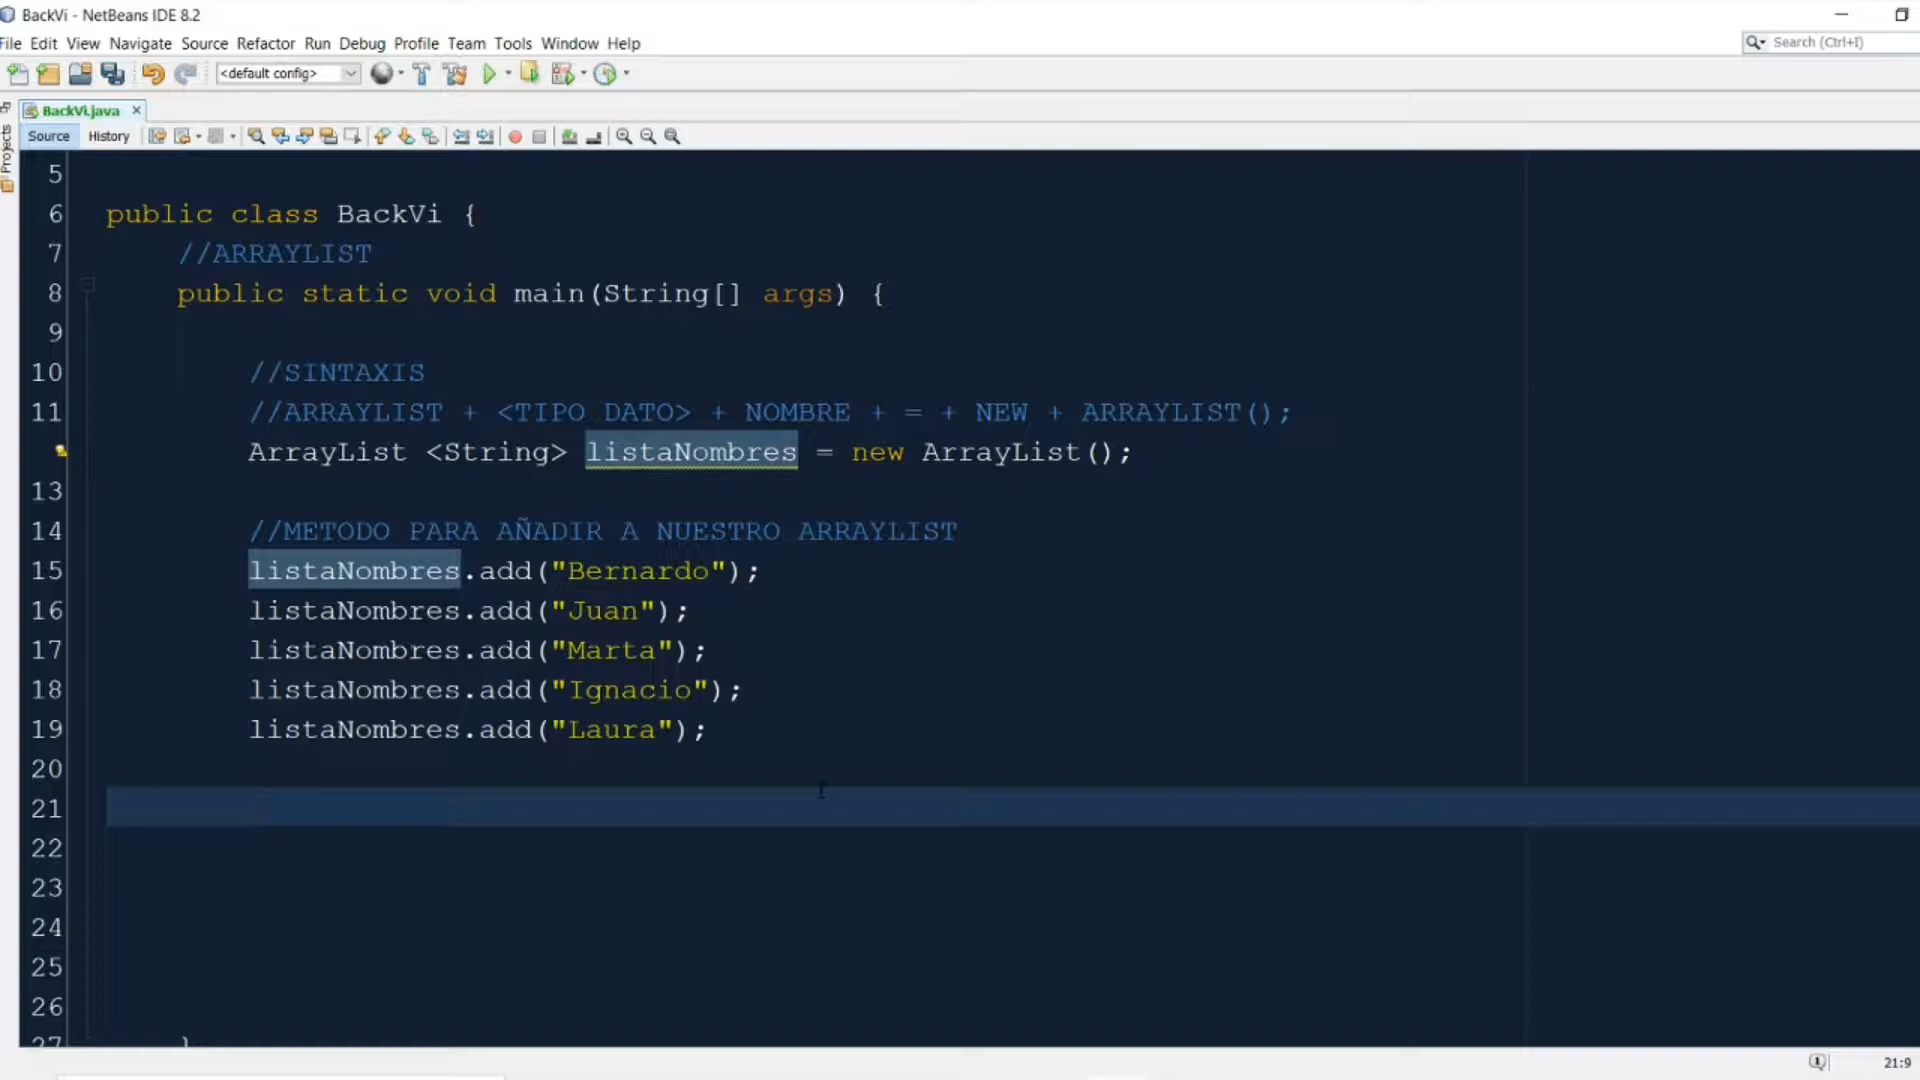 BackVi - NetBeans IDE 8.2
File Edit View Navigate Source Refactor Run Debug Profile Team Tools Window Help
Search (Ctrl+I)
<default config>
BackVi.java
Projects
Source History
5
6 public class BackVi {
7 //ARRAYLIST
8 public static void main(String[] args) {
9
10 //SINTAXIS
11 //ARRAYLIST + <TIPO DATO> + NOMBRE + = + NEW + ARRAYLIST();
ArrayList <String> listaNombres = new ArrayList();
13
14 //METODO PARA AÑADIR A NUESTRO ARRAYLIST
15 listaNombres.add("Bernardo");
16 listaNombres.add("Juan");
17 listaNombres.add("Marta");
18 listaNombres.add("Ignacio");
19 listaNombres.add("Laura");
20
21
22
23
24
25
26
27 }
21:9